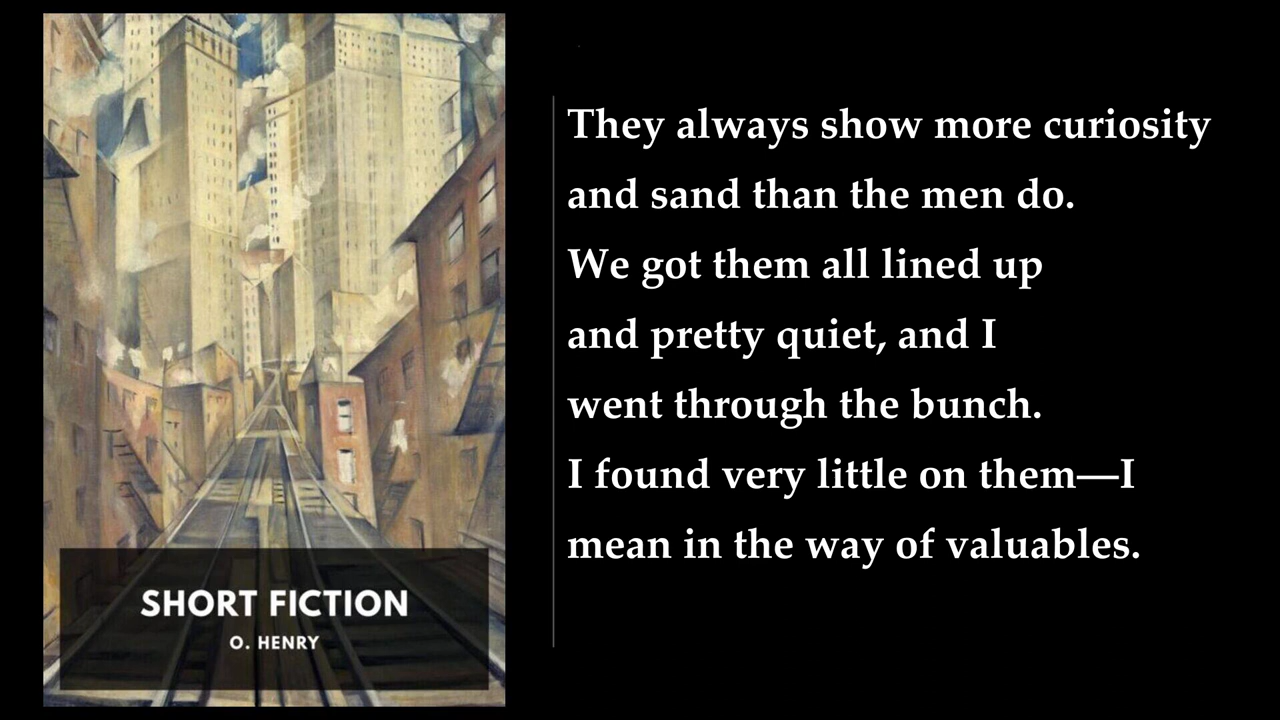 SHORT FICTION
O. HENRY
They always show more curiosity
and sand than the men do.
We got them all lined up
and pretty quiet, and I
went through the bunch.
I found very little on them—I
mean in the way of valuables.